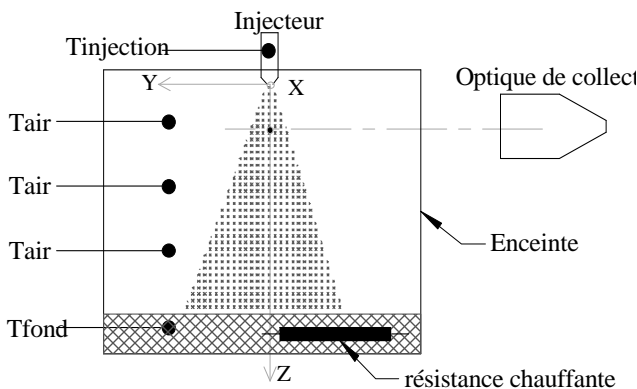 Injecteur
Tinjection
Y
X
Optique de collect
Tair
Tair
Tair
Enceinte
Tfond
Z
résistance chauffante